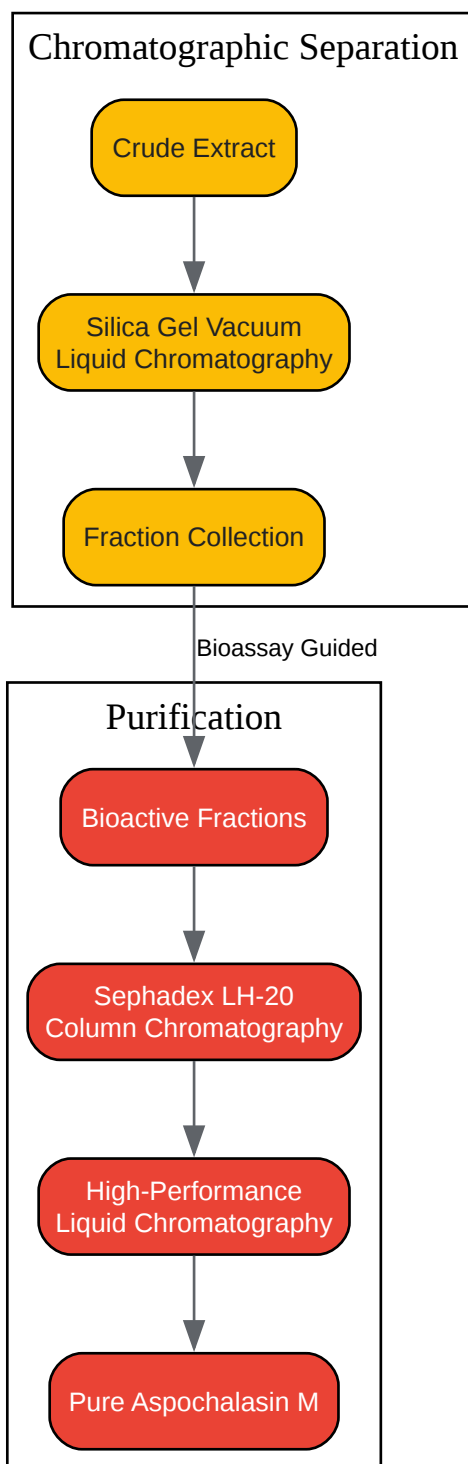 Chromatographic Separation
Crude Extract
Silica Gel Vacuum
Liquid Chromatography
Fraction Collection
Bioassay Guided
Purification
Bioactive Fractions
Sephadex LH-20
Column Chromatography
High-Performance
Liquid Chromatography
Pure Aspochalasin M